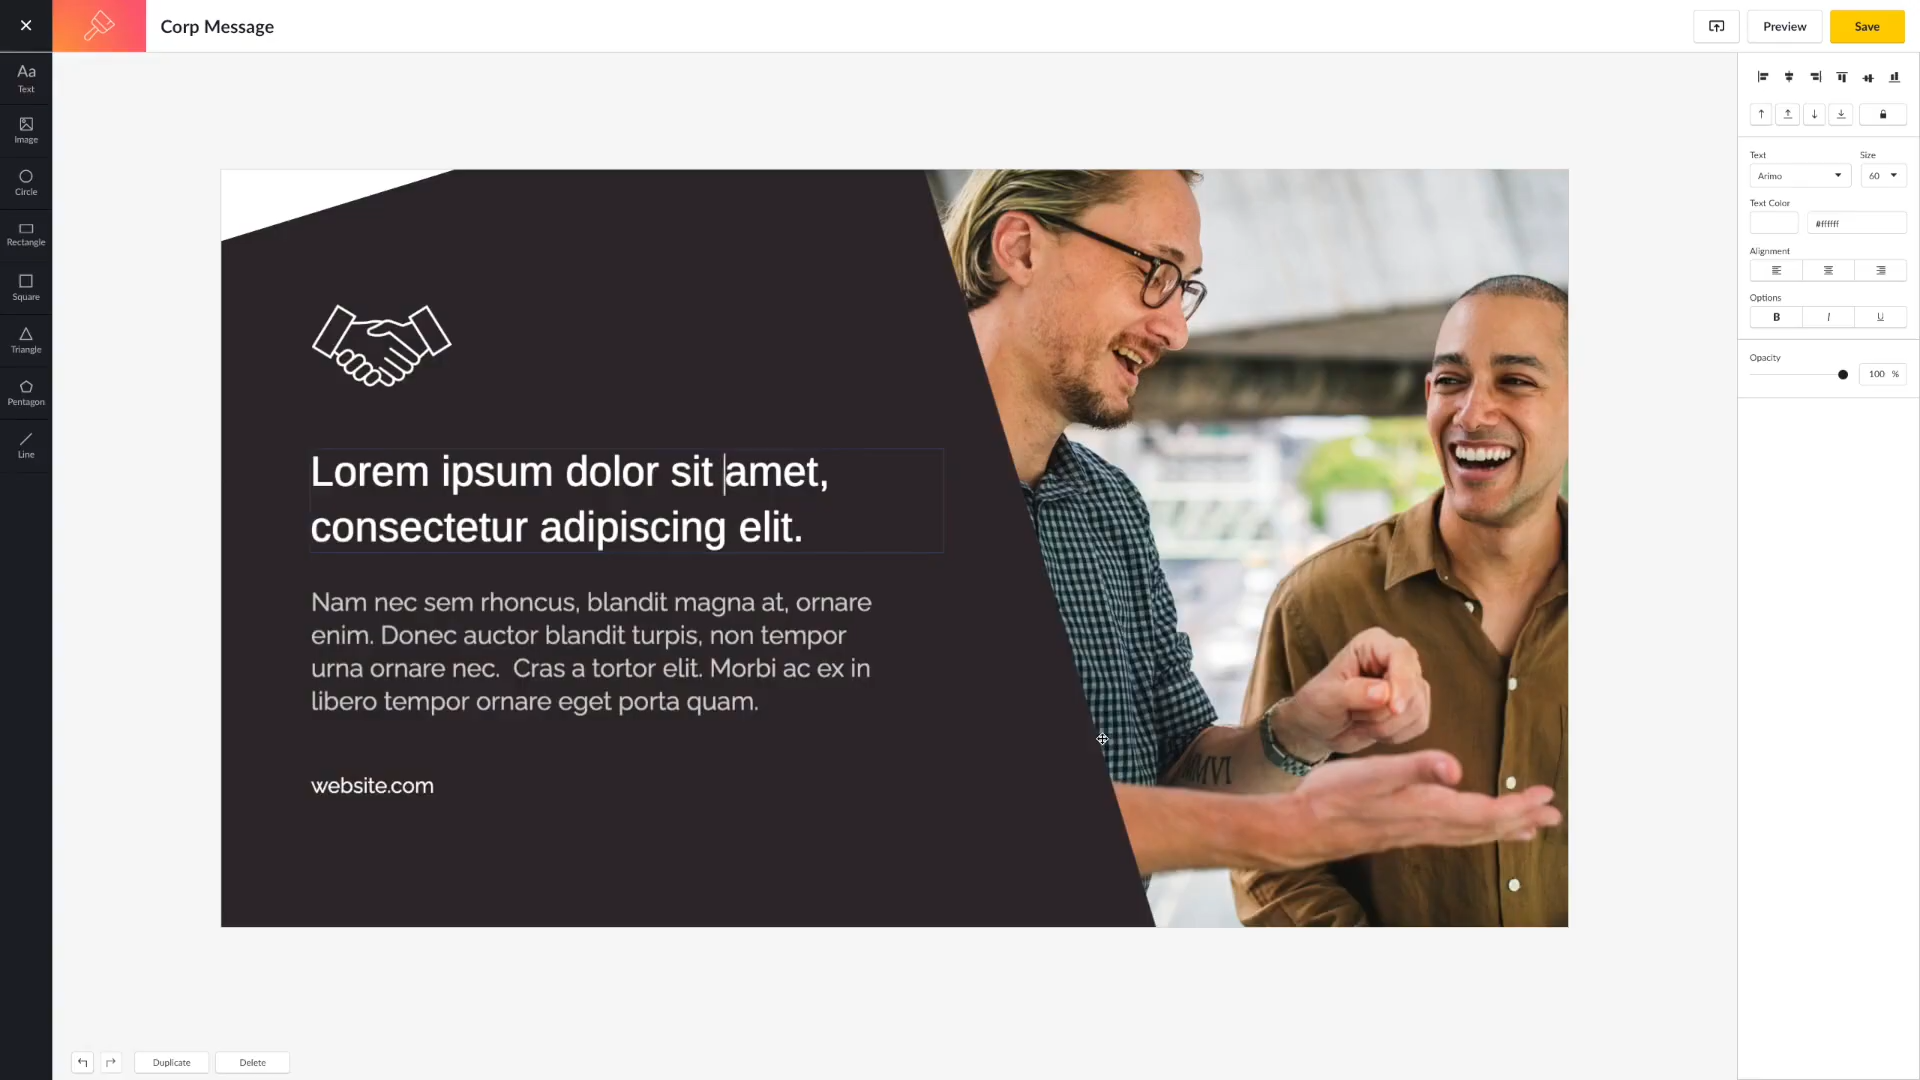 Corp Message
Preview
Save
Aa
Text
Image
Circle
Rectangle
Square
Triangle
Pentagon
Line
Lorem ipsum dolor sit amet,
consectetur adipiscing elit.
Nam nec sem rhoncus, blandit magna at, ornare
enim. Donec auctor blandit turpis, non tempor
urna ornare nec.  Cras a tortor elit. Morbi ac ex in
libero tempor ornare eget porta quam.
website.com
MMVI
Text
Size
Arimo
60
Text Color
#ffffff
Alignment
Options
B
I
U
Opacity
100 %
Duplicate
Delete